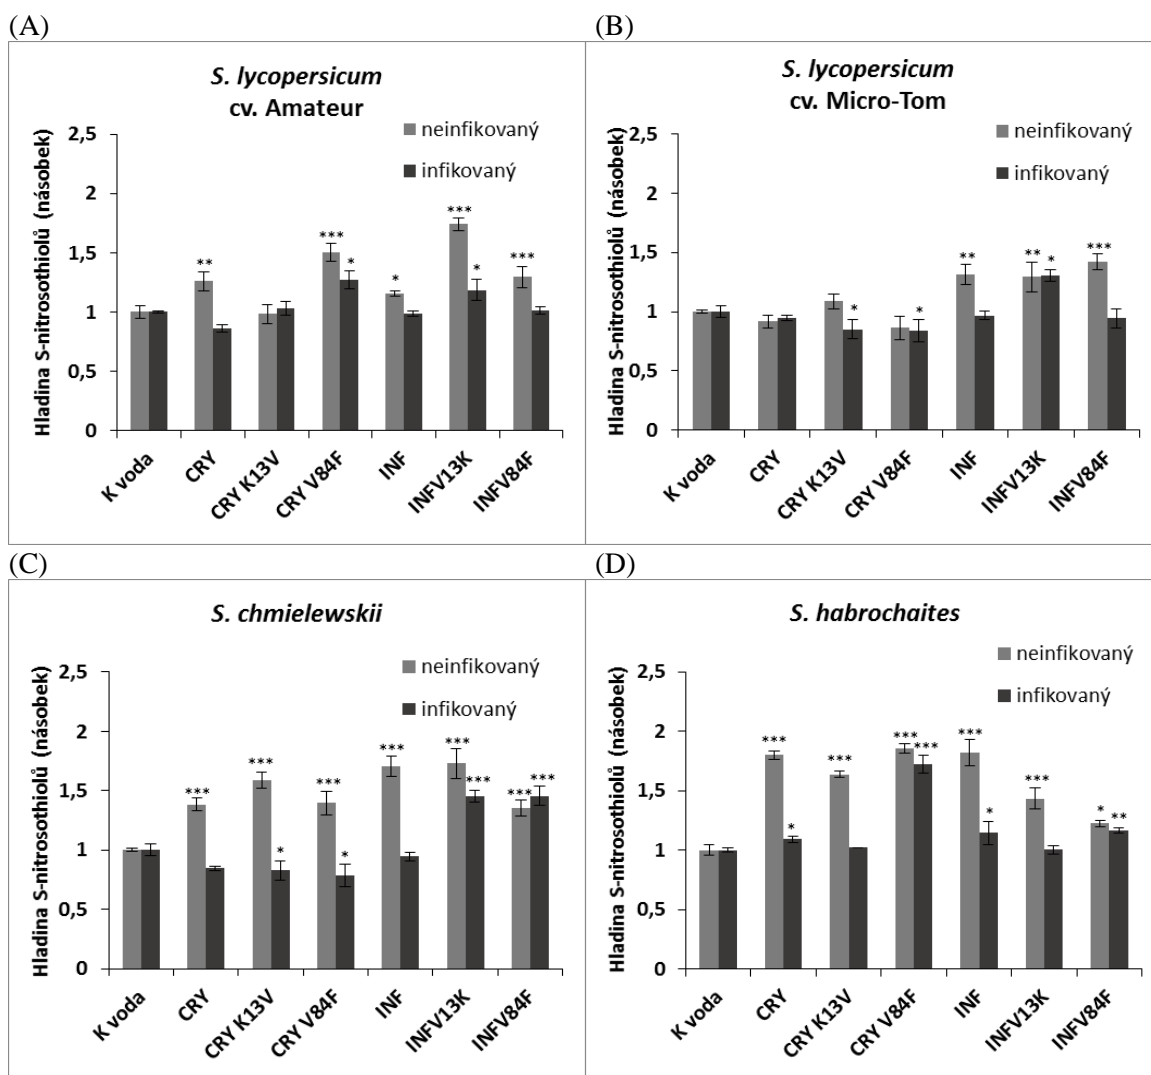 (A)
S. lycopersicum
cv. Amateur
Hladina S-nitrosothiolů (násobek)
2,5
2
1,5
1
0,5
0
neinfikovaný
infikovaný
**
***
*
*
***
*
***
K voda
CRY
CRY K13V
CRY V84F
INF
INFV13K
INFV84F
(B)
S. lycopersicum
cv. Micro-Tom
Hladina S-nitrosothiolů (násobek)
2,5
2
1,5
1
0,5
0
neinfikovaný
infikovaný
*
*
**
**
*
***
K voda
CRY
CRY K13V
CRY V84F
INF
INFV13K
INFV84F
(C)
S. chmielewskii
Hladina S-nitrosothiolů (násobek)
2,5
2
1,5
1
0,5
0
neinfikovaný
infikovaný
***
***
*
***
*
***
***
***
***
***
K voda
CRY
CRY K13V
CRY V84F
INF
INFV13K
INFV84F
(D)
S. habrochaites
Hladina S-nitrosothiolů (násobek)
2,5
2
1,5
1
0,5
0
neinfikovaný
infikovaný
***
*
***
***
***
***
*
***
*
**
K voda
CRY
CRY K13V
CRY V84F
INF
INFV13K
INFV84F